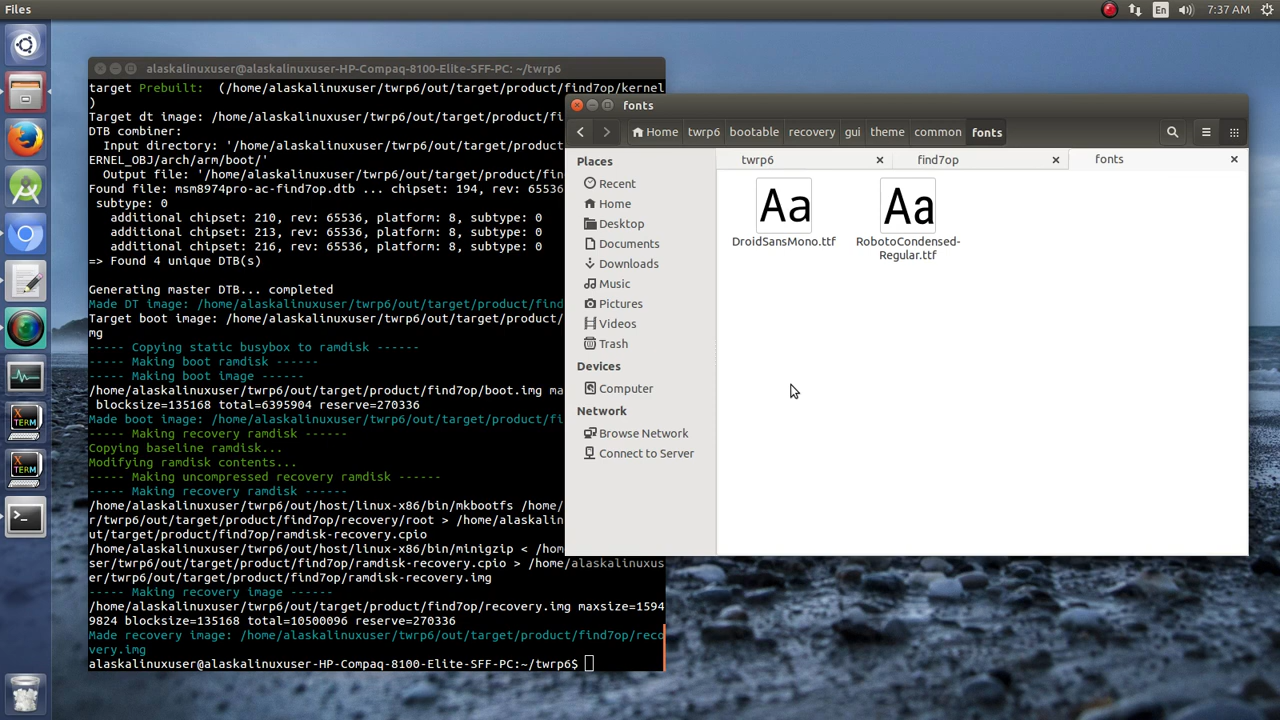 Files
En
7:37 AM
alaskalinuxuser@alaskalinuxuser-HP-Compaq-8100-Elite-SFF-PC: ~/twrp6
target Prebuilt:  (/home/alaskalinuxuser/twrp6/out/target/product/find7op/kernel
)
Target dt image: /home/alaskalinuxuser/twrp6/out/target/product/fi
DTB combiner:
  Input directory: '/home/alaskalinuxuser/twrp6/out/target/product
ERNEL_OBJ/arch/arm/boot/'
  Output file: '/home/alaskalinuxuser/twrp6/out/target/product/fin
Found file: msm8974pro-ac-find7op.dtb ... chipset: 194, rev: 65536
 subtype: 0
   additional chipset: 210, rev: 65536, platform: 8, subtype: 0
   additional chipset: 213, rev: 65536, platform: 8, subtype: 0
   additional chipset: 216, rev: 65536, platform: 8, subtype: 0
=> Found 4 unique DTB(s)
Generating master DTB... completed
Made DT image: /home/alaskalinuxuser/twrp6/out/target/product/find
Target boot image: /home/alaskalinuxuser/twrp6/out/target/product/
mg
----- Copying static busybox to ramdisk ------
----- Making boot ramdisk ------
----- Making boot image ------
/home/alaskalinuxuser/twrp6/out/target/product/find7op/boot.img ma
 blocksize=135168 total=6395904 reserve=270336
Made boot image: /home/alaskalinuxuser/twrp6/out/target/product/fi
----- Making recovery ramdisk ------
Copying baseline ramdisk...
Modifying ramdisk contents...
----- Making uncompressed recovery ramdisk ------
----- Making recovery ramdisk ------
/home/alaskalinuxuser/twrp6/out/host/linux-x86/bin/mkbootfs /home/
r/twrp6/out/target/product/find7op/recovery/root > /home/alaskalin
ut/target/product/find7op/ramdisk-recovery.cpio
/home/alaskalinuxuser/twrp6/out/host/linux-x86/bin/minigzip < /hom
ser/twrp6/out/target/product/find7op/ramdisk-recovery.cpio > /home/alaskalinuxus
er/twrp6/out/target/product/find7op/ramdisk-recovery.img
----- Making recovery image ------
/home/alaskalinuxuser/twrp6/out/target/product/find7op/recovery.img maxsize=1594
9824 blocksize=135168 total=10500096 reserve=270336
Made recovery image: /home/alaskalinuxuser/twrp6/out/target/product/find7op/reco
very.img
alaskalinuxuser@alaskalinuxuser-HP-Compaq-8100-Elite-SFF-PC:~/twrp6$
fonts
Home twrp6 bootable recovery gui theme common fonts
twrp6 find7op fonts
Places
Recent
Home
Desktop
Documents
Downloads
Music
Pictures
Videos
Trash
Devices
Computer
Network
Browse Network
Connect to Server
Aa
DroidSansMono.ttf
Aa
RobotoCondensed-
Regular.ttf
X
TERM
X
TERM